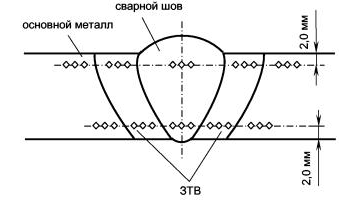 сварной шов
основной металл
2,0 мм
2,0 мм
ЗТВ